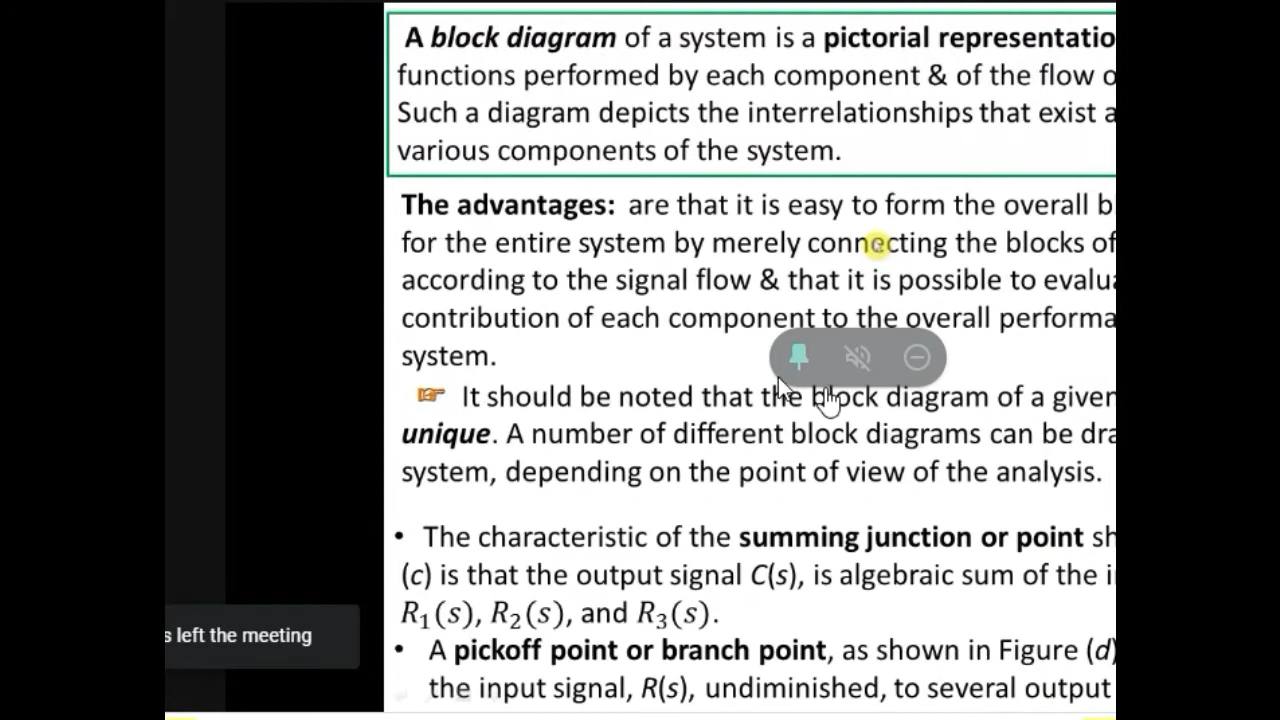 A block diagram of a system is a pictorial representatio
functions performed by each component & of the flow o
Such a diagram depicts the interrelationships that exist a
various components of the system.
The advantages: are that it is easy to form the overall b
for the entire system by merely connecting the blocks of
according to the signal flow & that it is possible to evalua
contribution of each component to the overall performa
system.
It should be noted that the block diagram of a given
unique. A number of different block diagrams can be dra
system, depending on the point of view of the analysis.
• The characteristic of the summing junction or point sh
(c) is that the output signal C(s), is algebraic sum of the i
R₁(s), R₂(s), and R₃(s).
s left the meeting
• A pickoff point or branch point, as shown in Figure (d)
the input signal, R(s), undiminished, to several output